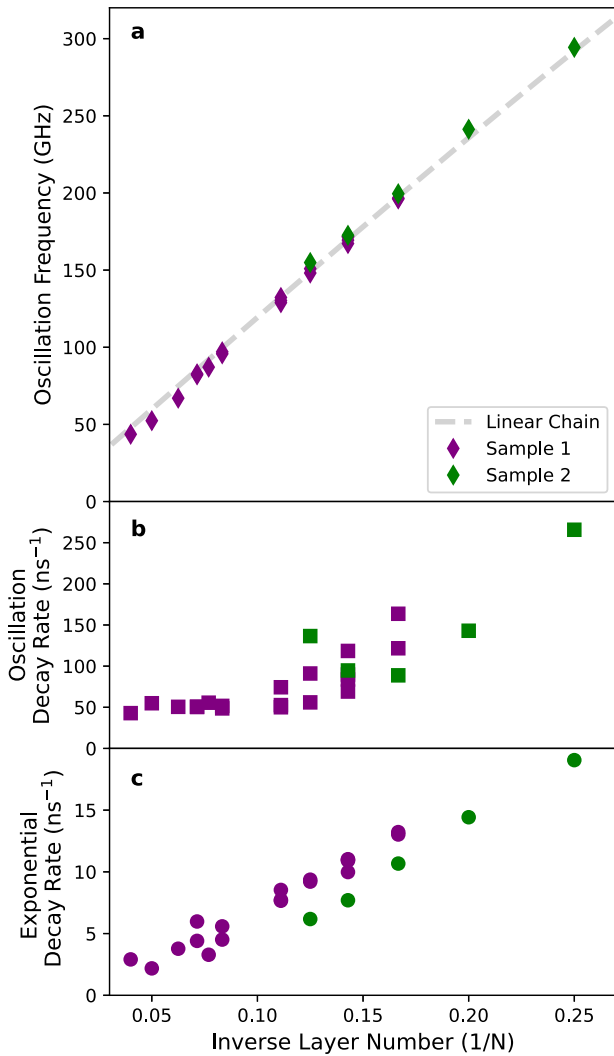 a
300
250
200
150
100
50
0
Oscillation Frequency (GHz)
Linear Chain
Sample 1
Sample 2
b
250
200
150
100
50
0
Oscillation
Decay Rate (ns⁻¹)
c
15
10
5
0
Exponential
Decay Rate (ns⁻¹)
0.05 0.10 0.15 0.20 0.25
Inverse Layer Number (1/N)